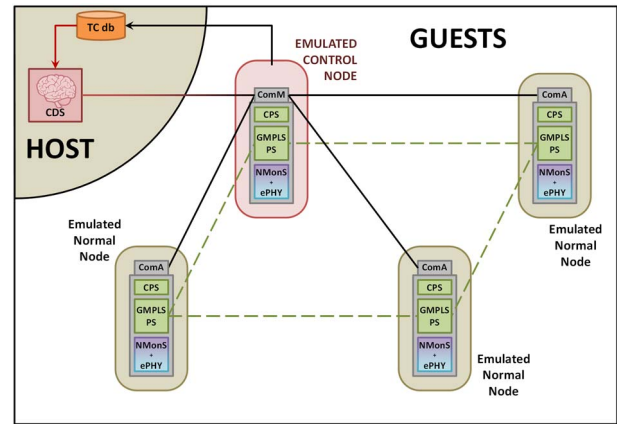 TC db
CDS
HOST
GUESTS
EMULATED
CONTROL
NODE
ComM
CPS
GMPLS
PS
NMonS
+
ePHY
ComA
CPS
GMPLS
PS
NMonS
+
ePHY
Emulated
Normal
Node
Emulated
Normal
Node
ComA
CPS
GMPLS
PS
NMonS
+
ePHY
ComA
CPS
GMPLS
PS
NMonS
+
ePHY
Emulated
Normal
Node